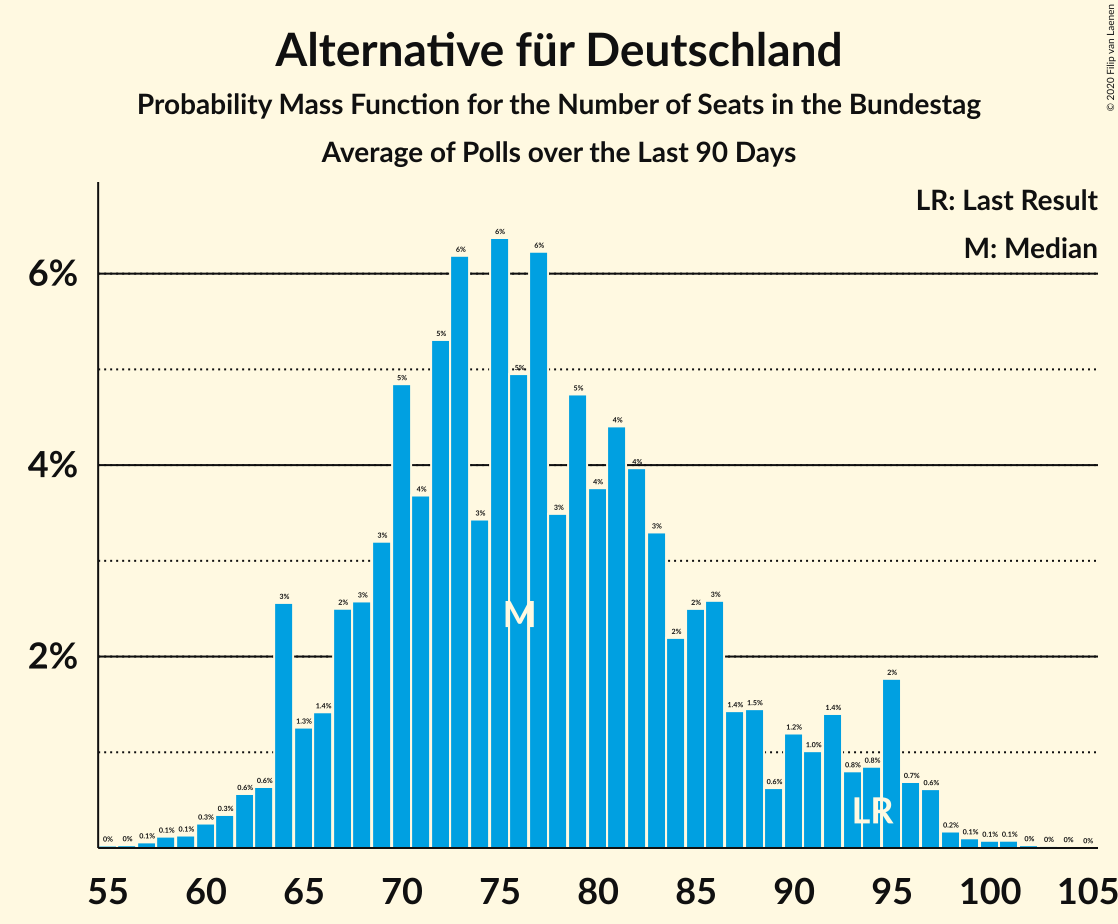 Alternative für Deutschland
Probability Mass Function for the Number of Seats in the Bundestag
Average of Polls over the Last 90 Days
© 2020 Filip van Laenen
LR: Last Result
M: Median
6%
4%
2%
0% 0% 0.1% 0.1% 0.1% 0.3% 0.3% 0.6% 0.6% 3% 1.3% 1.4% 2% 3% 3% 5% 4% 5% 6% 3% 6% 5% 6% 3% 5% 4% 4% 4% 3% 2% 2% 3% 1.4% 1.5% 0.6% 1.2% 1.0% 1.4% 0.8% 0.8% 2% 0.7% 0.6% 0.2% 0.1% 0.1% 0.1% 0% 0% 0% 0%
M
LR
55 60 65 70 75 80 85 90 95 100 105